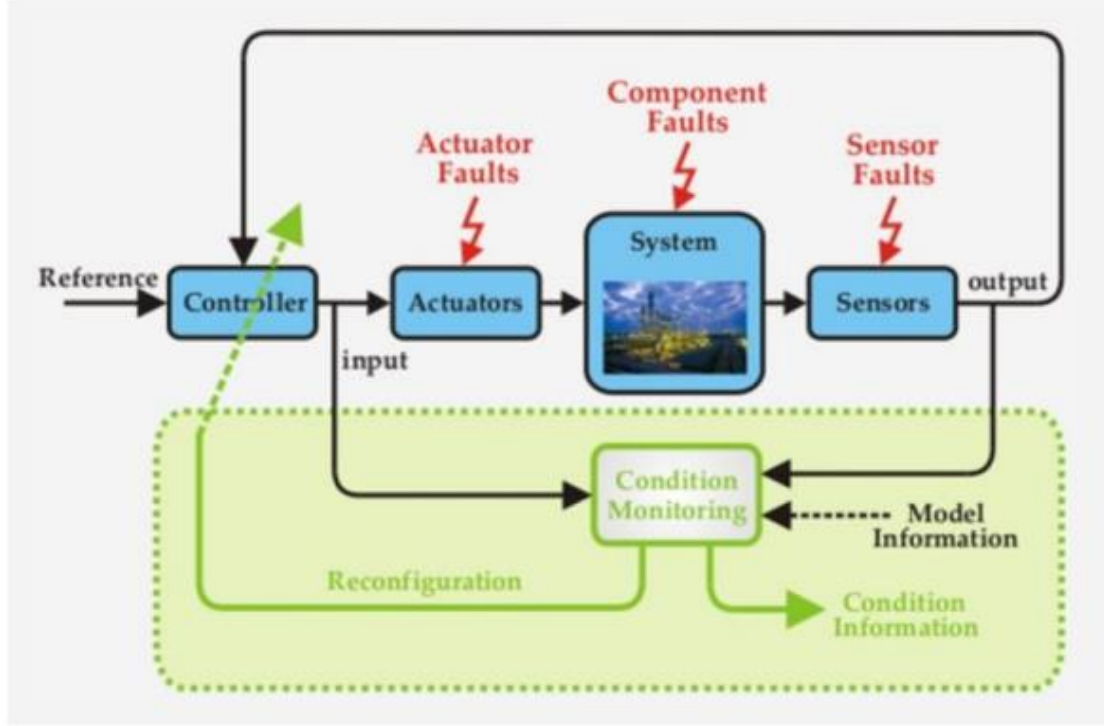 Component
Faults
Actuator
Faults
Sensor
Faults
System
Reference
Controller
Actuators
Sensors
output
input
Condition
Monitoring
Model
Information
Reconfiguration
Condition
Information